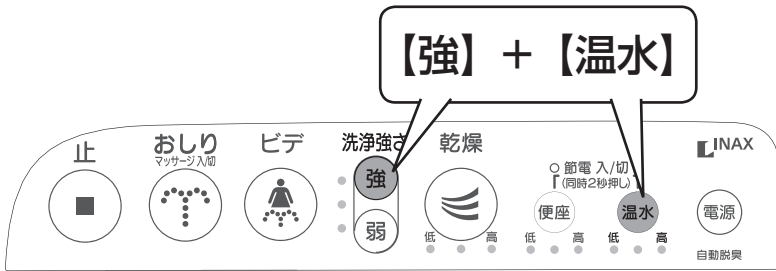 【強】＋【温水】
止
おしり
マッサージ入/切
ビデ
洗浄強さ
強
弱
乾燥
低 高
節電 入/切
(同時2秒押し)
便座
低 高
温水
低 高
INAX
電源
自動脱臭